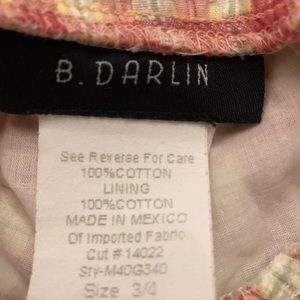 B. DARLIN
See Reverse For Care
100%COTTON
LINING
100%COTTON
MADE IN MEXICO
Of Imported Fabric
Cut #14022
Sty-M40G340
Size 3/4